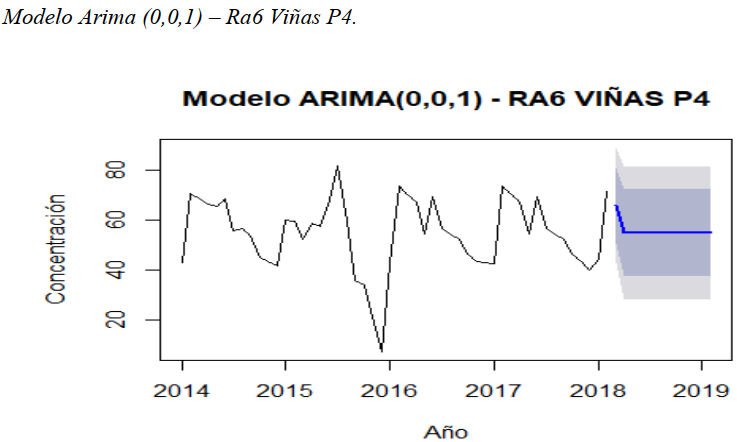 Modelo Arima (0,0,1) – Ra6 Viñas P4.
Modelo ARIMA(0,0,1) - RA6 VIÑAS P4
80
60
40
20
Concentración
2014 2015 2016 2017 2018 2019
Año